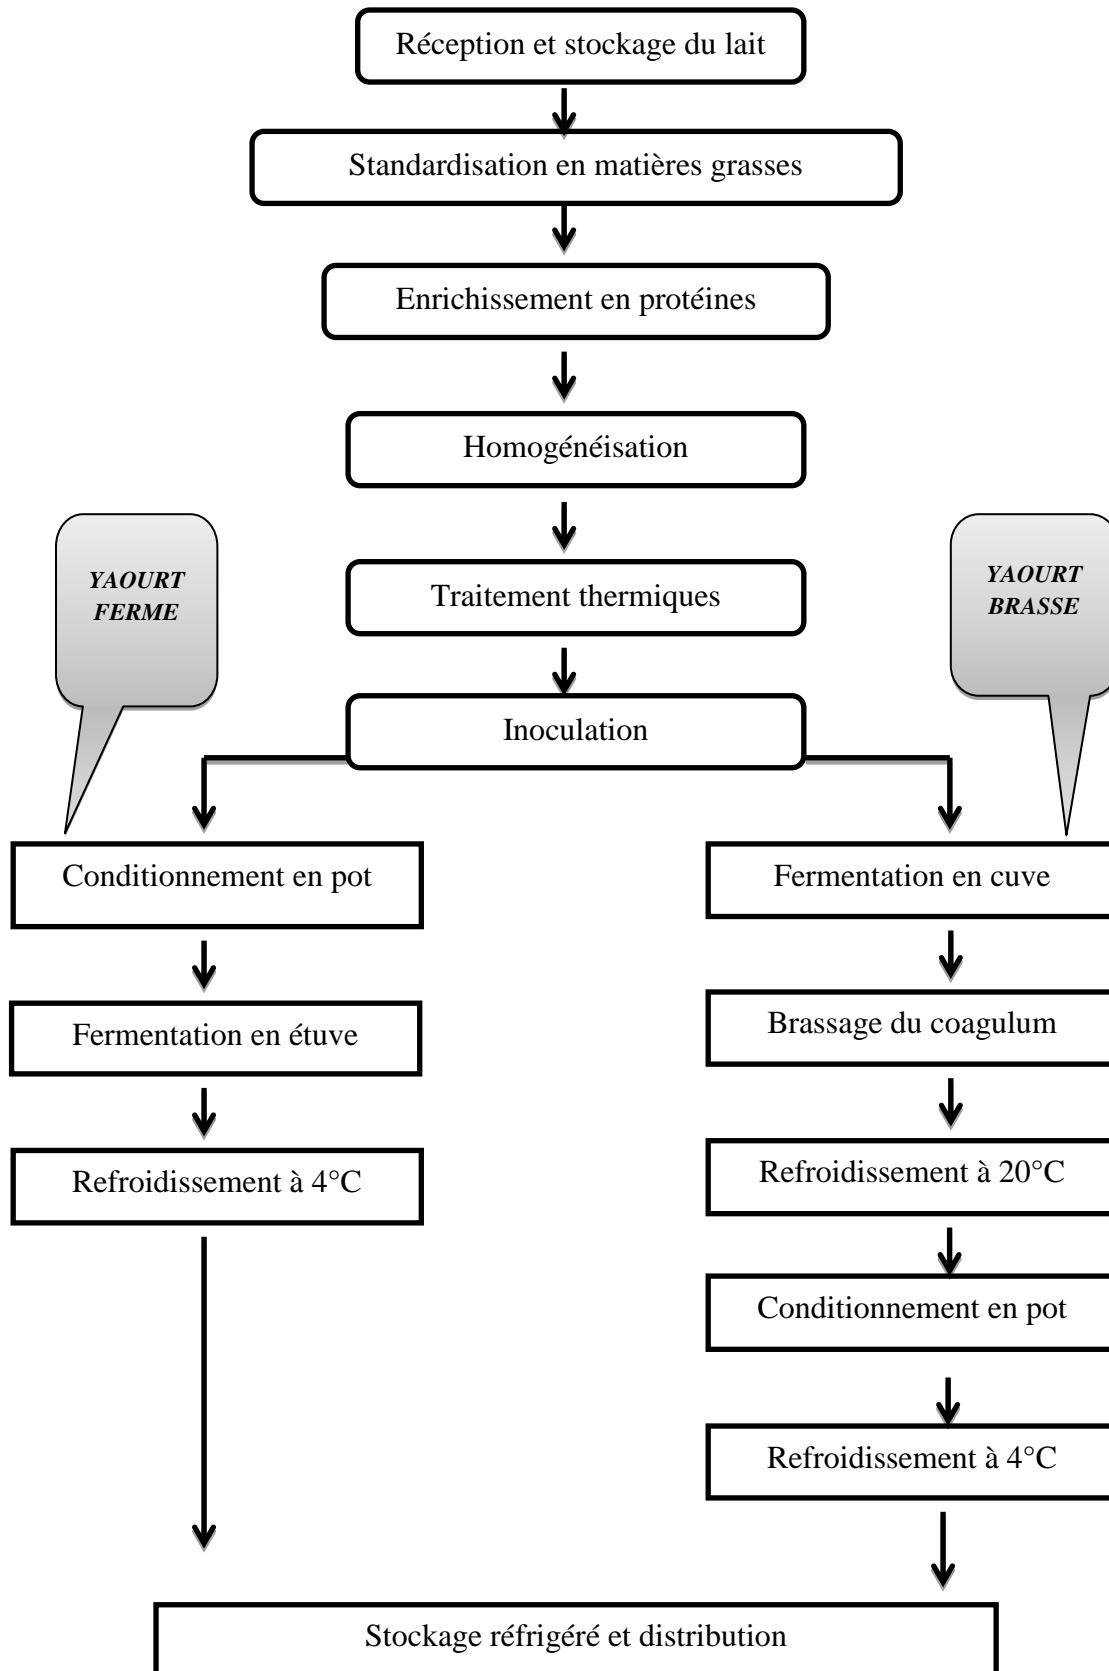 Réception et stockage du lait
Standardisation en matières grasses
Enrichissement en protéines
Homogénéisation
Traitement thermiques
Inoculation
YAOURT
FERME
Conditionnement en pot
Fermentation en étuve
Refroidissement à 4°C
YAOURT
BRASSE
Fermentation en cuve
Brassage du coagulum
Refroidissement à 20°C
Conditionnement en pot
Refroidissement à 4°C
Stockage réfrigéré et distribution